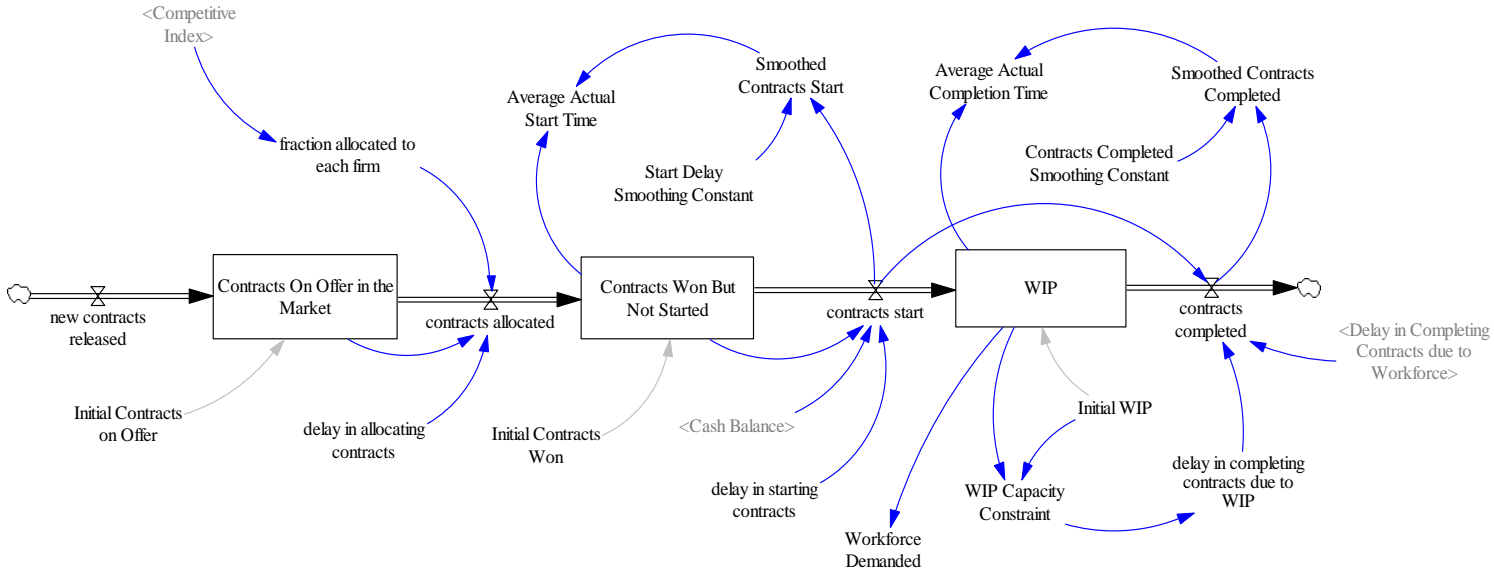 <Competitive
Index>
Smoothed
Contracts Start
Average Actual
Completion Time
Smoothed Contracts
Completed
Average Actual
Start Time
fraction allocated to
each firm
Start Delay
Smoothing Constant
Contracts Completed
Smoothing Constant
Contracts On Offer in the
Market
Contracts Won But
Not Started
WIP
new contracts
released
contracts allocated
contracts start
contracts
completed
<Delay in Completing
Contracts due to
Workforce>
Initial Contracts
on Offer
delay in allocating
contracts
Initial Contracts
Won
<Cash Balance>
Initial WIP
delay in starting
contracts
WIP Capacity
Constraint
delay in completing
contracts due to
WIP
Workforce
Demanded